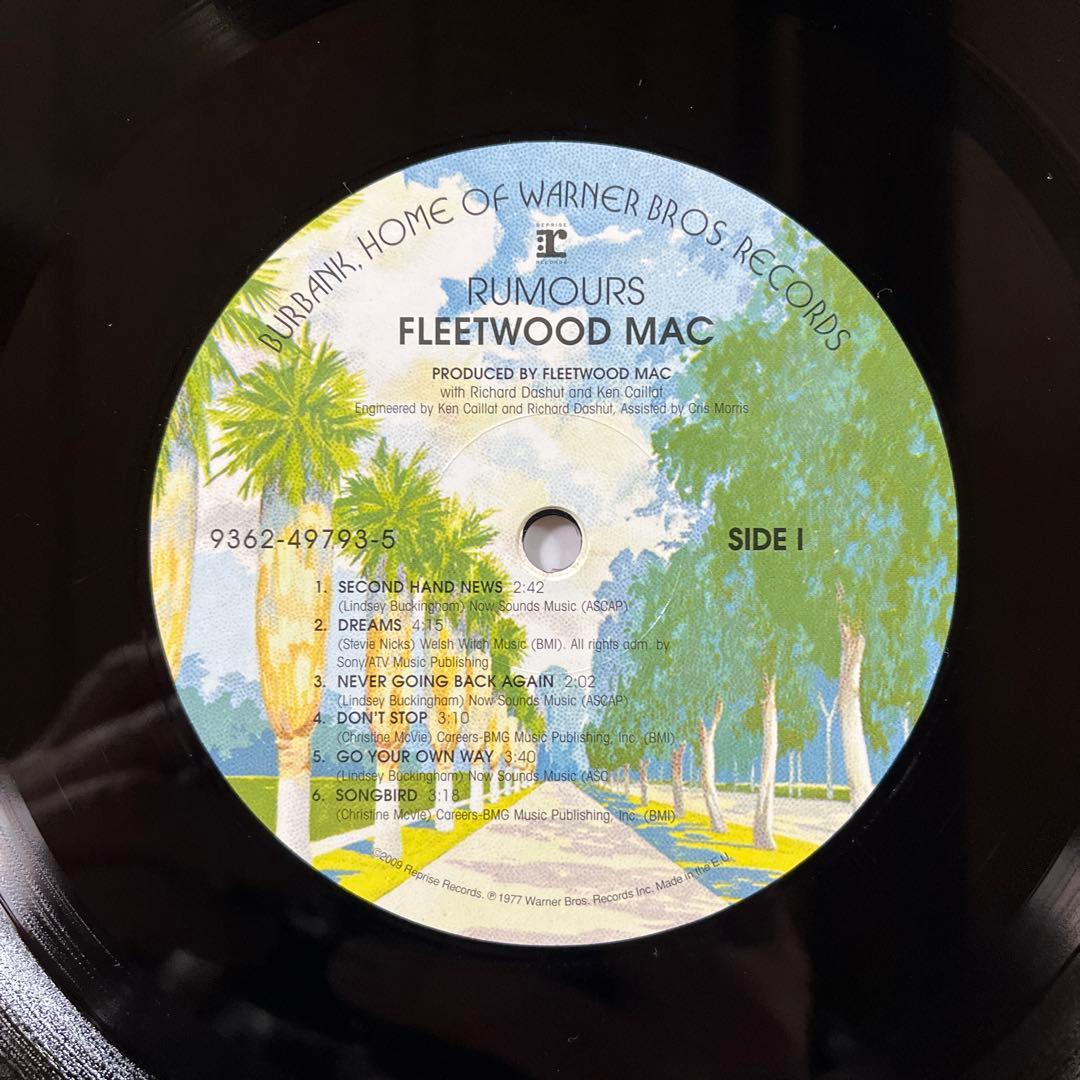 BURBANK, HOME OF WARNER BROS. RECORDS
REPRISE
:r
RECORDS
RUMOURS
FLEETWOOD MAC
PRODUCED BY FLEETWOOD MAC
with Richard Dashut and Ken Caillat
Engineered by Ken Caillat and Richard Dashut, Assisted by Cris Morris
9362-49793-5
SIDE I
1. SECOND HAND NEWS 2:42
(Lindsey Buckingham) Now Sounds Music (ASCAP)
2. DREAMS 4:15
(Stevie Nicks) Welsh Witch Music (BMI). All rights adm. by
Sony/ATV Music Publishing
3. NEVER GOING BACK AGAIN 2:02
(Lindsey Buckingham) Now Sounds Music (ASCAP)
4. DON'T STOP 3:10
(Christine McVie) Careers-BMG Music Publishing, Inc. (BMI)
5. GO YOUR OWN WAY 3:40
(Lindsey Buckingham) Now Sounds Music (ASC
6. SONGBIRD 3:18
(Christine McVie) Careers-BMG Music Publishing, Inc. (BMI)
©2009 Reprise Records. ℗ 1977 Warner Bros. Records Inc. Made in the E.U.